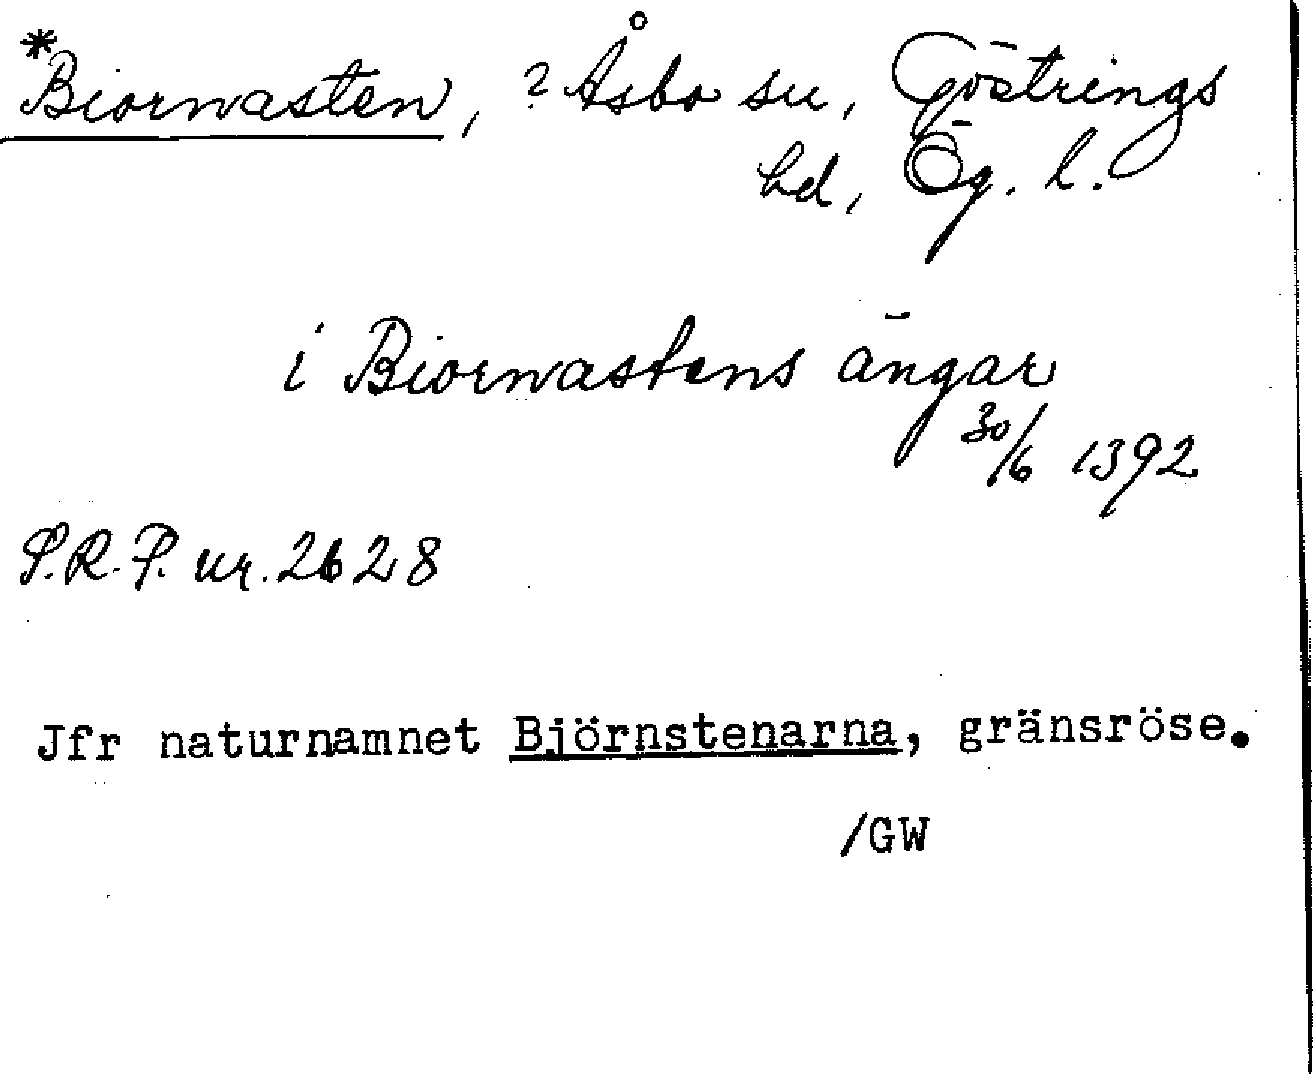 *Biornasten, ? Åsbo sn, Göstrings
hd, Ög. l.
i Biornastens ängar
30/6 1392
S.R.P. nr. 2628
Jfr naturnamnet Björnstenarna, gränsröse.
/GW